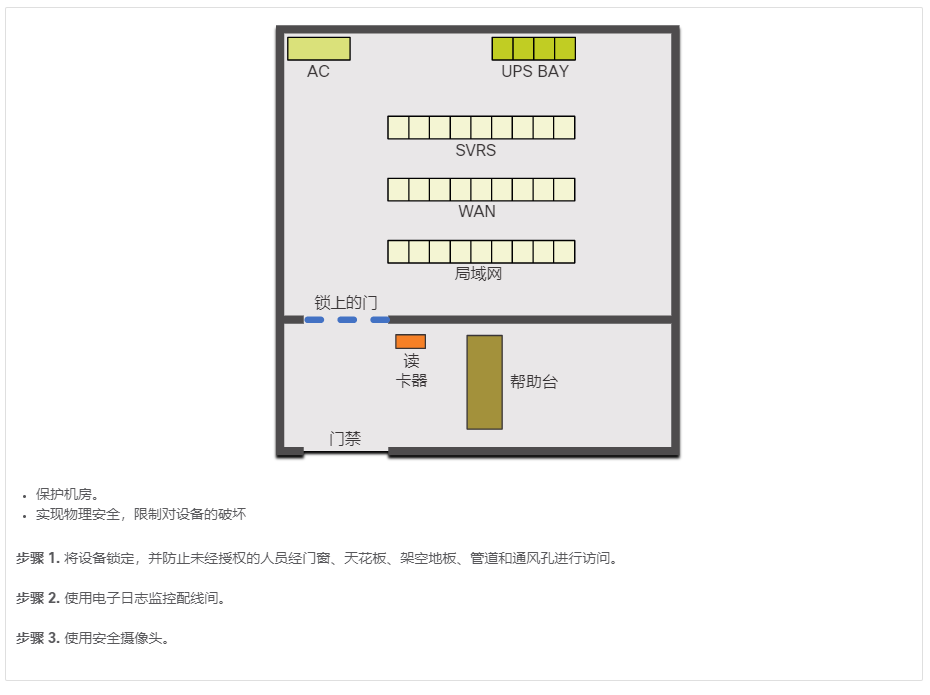 AC
UPS BAY
SVRS
WAN
局域网
锁上的门
读
卡器
帮助台
门禁
• 保护机房。
• 实现物理安全，限制对设备的破坏
步骤 1. 将设备锁定，并防止未经授权的人员经门窗、天花板、架空地板、管道和通风孔进行访问。
步骤 2. 使用电子日志监控配线间。
步骤 3. 使用安全摄像头。